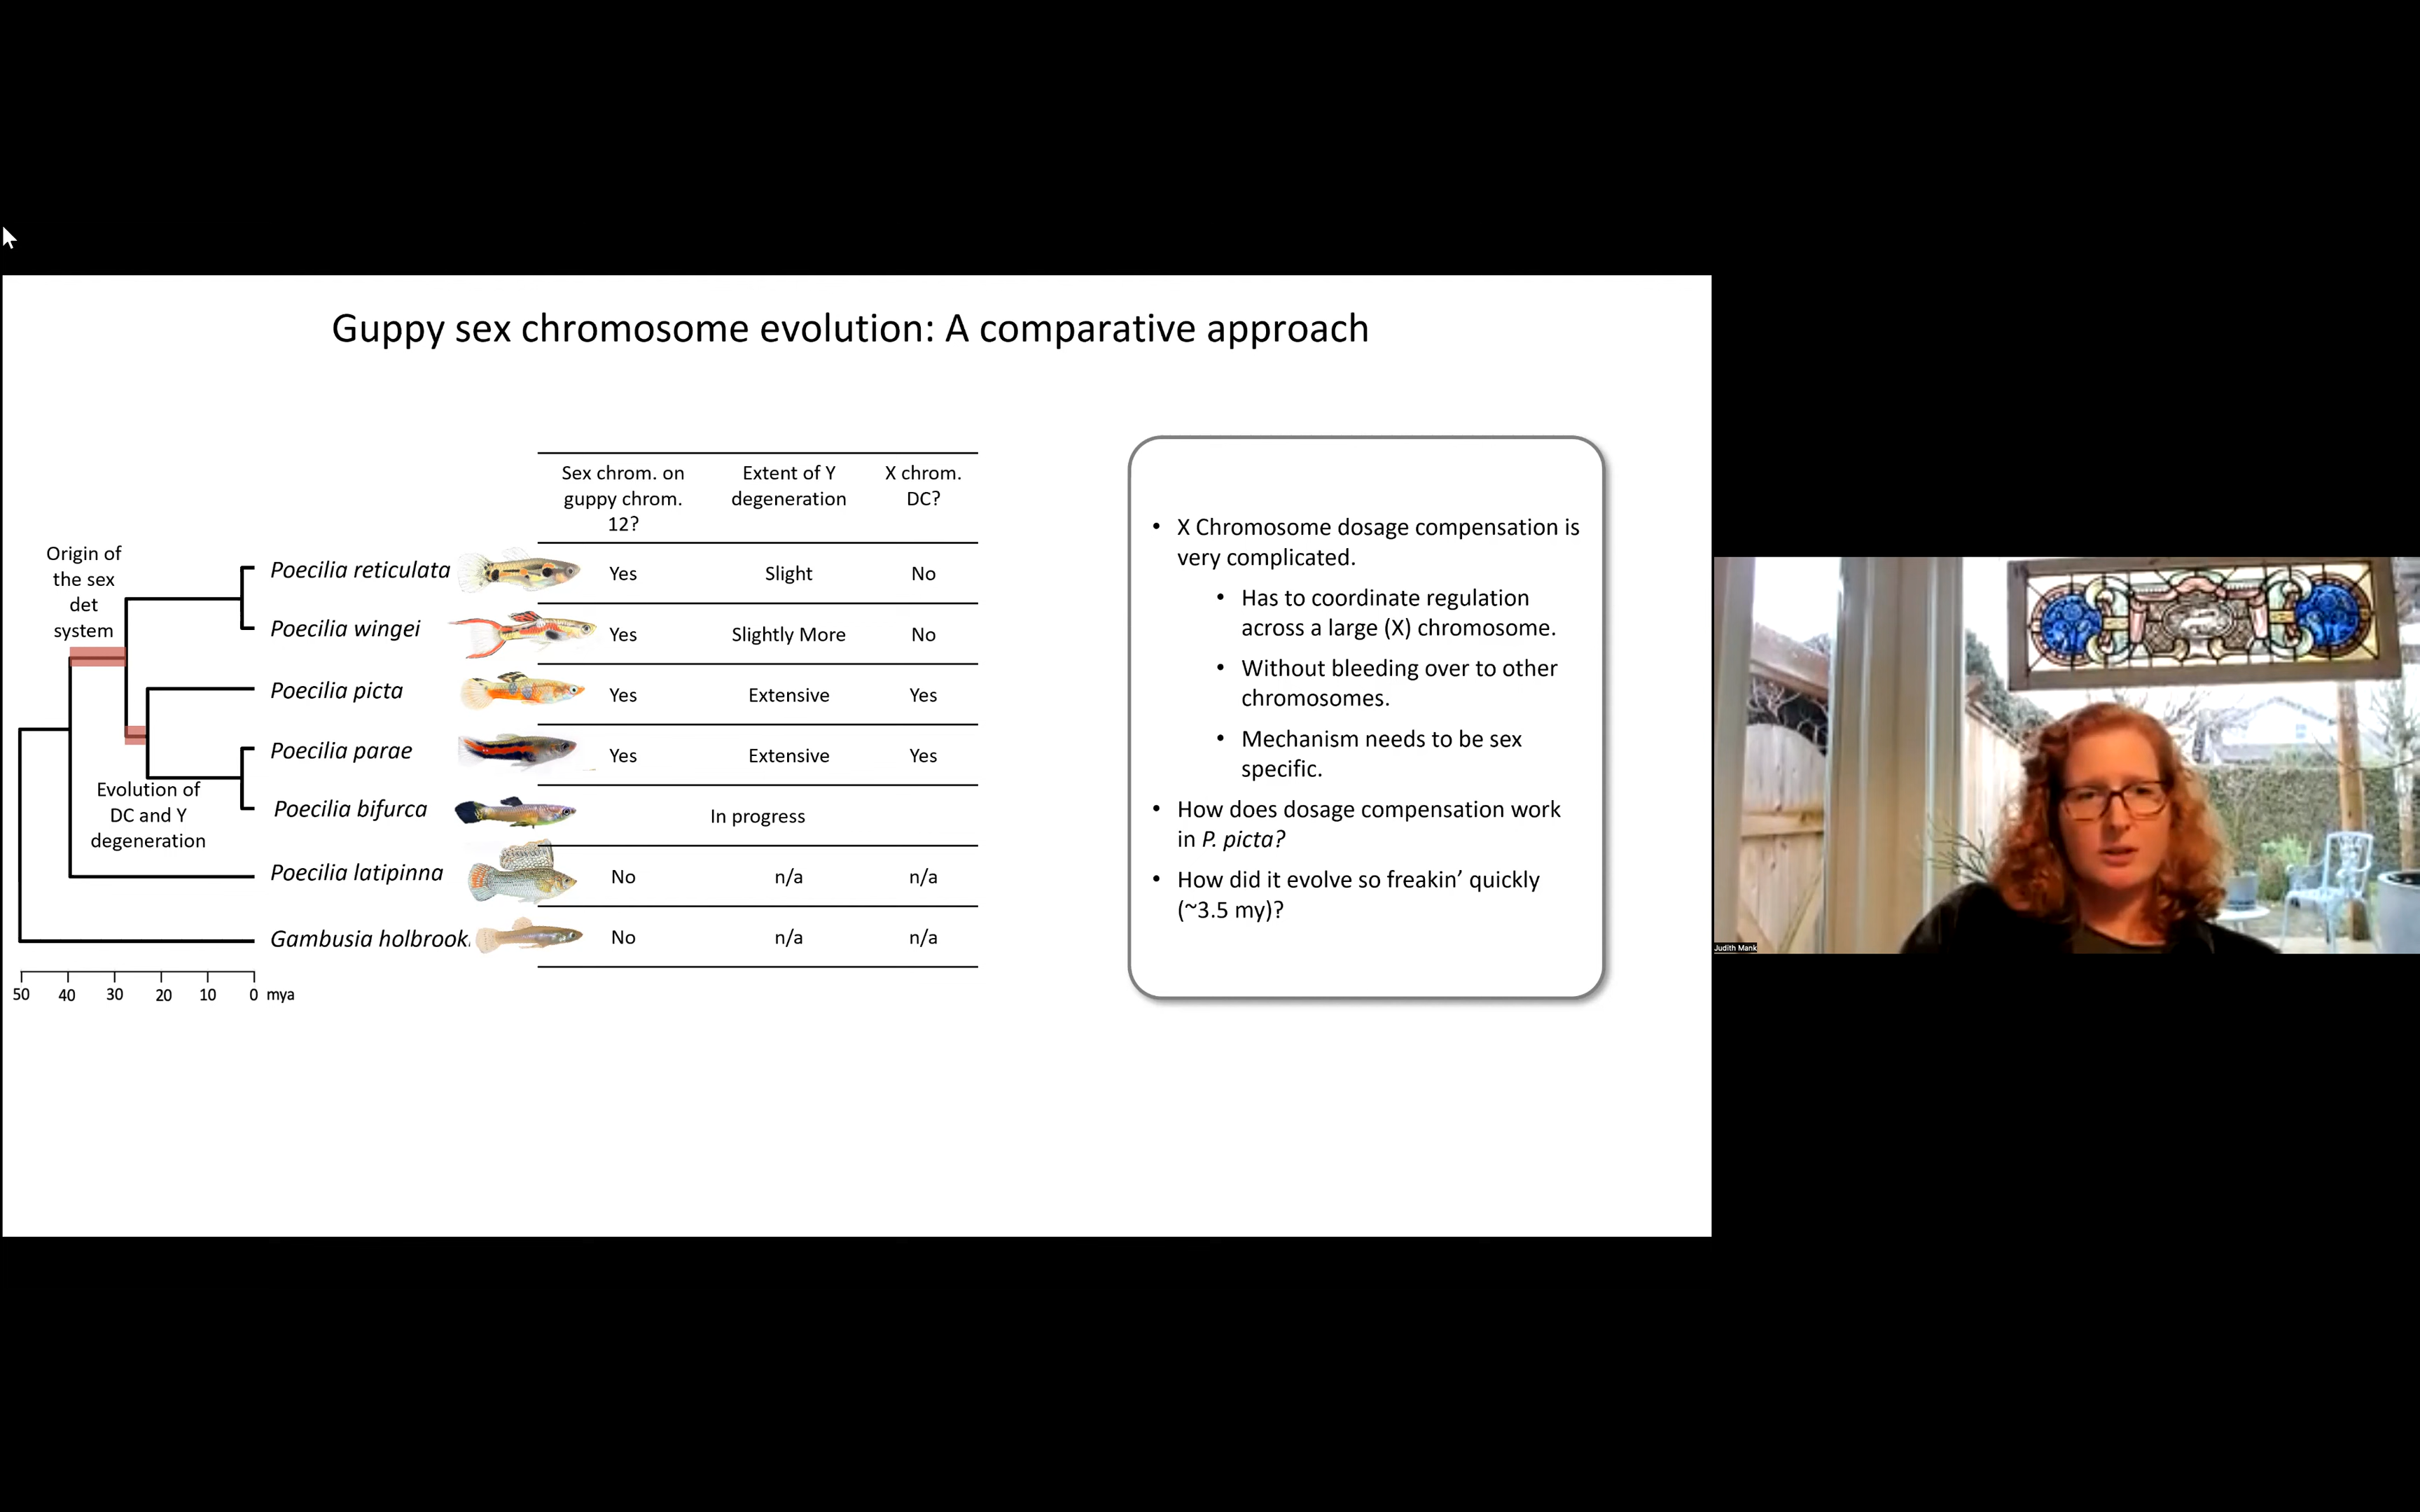 Guppy sex chromosome evolution: A comparative approach
Sex chrom. on
guppy chrom.
12?
Extent of Y
degeneration
X chrom.
DC?
Origin of
the sex
det
system
Poecilia reticulata
Yes
Slight
No
Poecilia wingei
Yes
Slightly More
No
Poecilia picta
Yes
Extensive
Yes
Poecilia parae
Yes
Extensive
Yes
Evolution of
DC and Y
degeneration
Poecilia bifurca
In progress
Poecilia latipinna
No
n/a
n/a
Gambusia holbrooki
No
n/a
n/a
50 40 30 20 10 0 mya
• X Chromosome dosage compensation is
very complicated.
• Has to coordinate regulation
across a large (X) chromosome.
• Without bleeding over to other
chromosomes.
• Mechanism needs to be sex
specific.
• How does dosage compensation work
in P. picta?
• How did it evolve so freakin’ quickly
(~3.5 my)?
Judith Mank